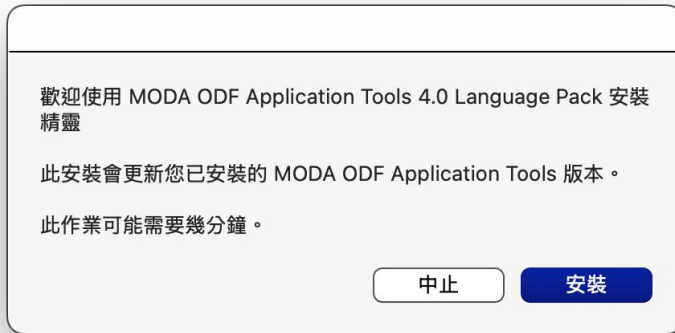 歡迎使用 MODA ODF Application Tools 4.0 Language Pack 安裝
精靈
此安裝會更新您已安裝的 MODA ODF Application Tools 版本。
此作業可能需要幾分鐘。
中止
安裝